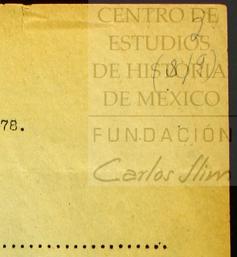 CENTRO DE
ESTUDIOS
DE HISTORIA
DE MÉXICO
78.
FUNDACIÓN
Carlos Slim